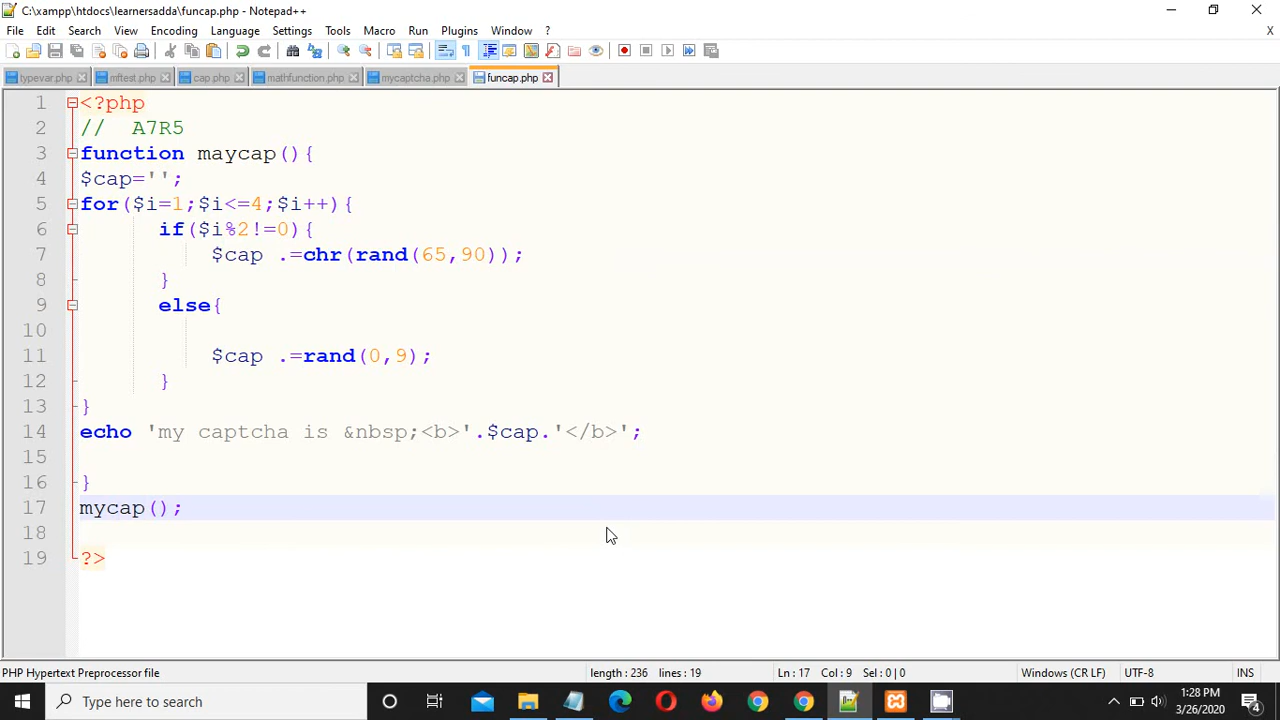 C:\xampp\htdocs\learnersadda\funcap.php - Notepad++
File Edit Search View Encoding Language Settings Tools Macro Run Plugins Window ? X
typevar.php mftest.php cap.php mathfunction.php mycaptcha.php funcap.php
1 <?php
2 //  A7R5
3 function maycap(){
4 $cap='';
5 for($i=1;$i<=4;$i++){
6 if($i%2!=0){
7 $cap .=chr(rand(65,90));
8 }
9 else{
10
11 $cap .=rand(0,9);
12 }
13 }
14 echo 'my captcha is &nbsp;<b>'.$cap.'</b>';
15
16 }
17 mycap();
18
19 ?>
PHP Hypertext Preprocessor file length : 236 lines : 19 Ln : 17 Col : 9 Sel : 0 | 0 Windows (CR LF) UTF-8 INS
Type here to search
1:28 PM
3/26/2020
4